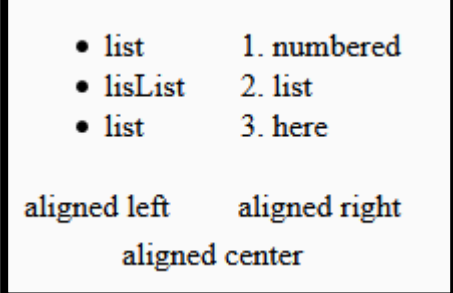 • list 1. numbered
• lisList 2. list
• list 3. here
aligned left aligned right
aligned center